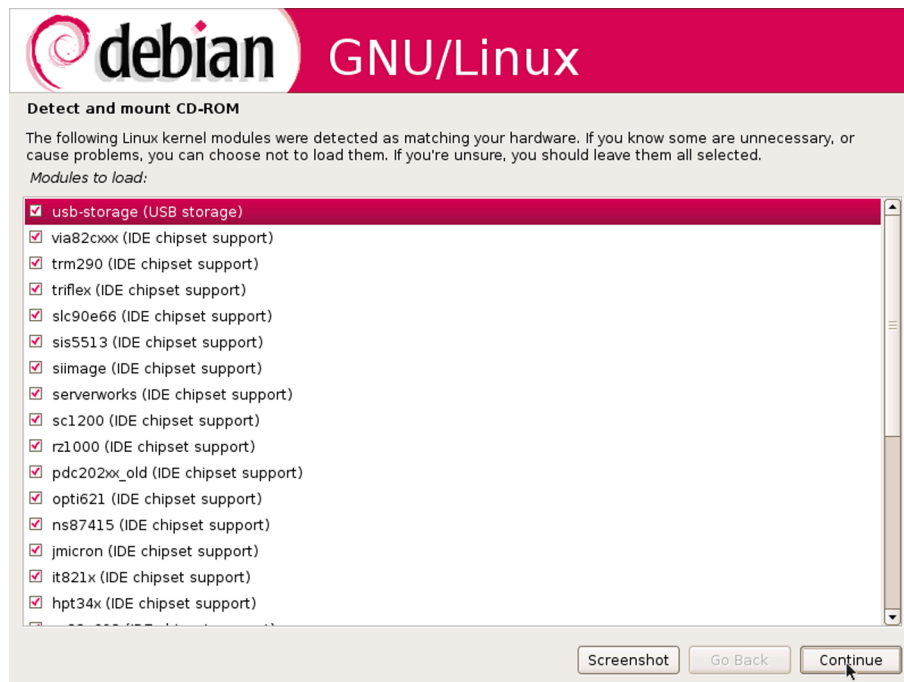 debian GNU/Linux
Detect and mount CD-ROM
The following Linux kernel modules were detected as matching your hardware. If you know some are unnecessary, or
cause problems, you can choose not to load them. If you're unsure, you should leave them all selected.
Modules to load:
usb-storage (USB storage)
via82cxxx (IDE chipset support)
trm290 (IDE chipset support)
triflex (IDE chipset support)
slc90e66 (IDE chipset support)
sis5513 (IDE chipset support)
siimage (IDE chipset support)
serverworks (IDE chipset support)
sc1200 (IDE chipset support)
rz1000 (IDE chipset support)
pdc202xx_old (IDE chipset support)
opti621 (IDE chipset support)
ns87415 (IDE chipset support)
jmicron (IDE chipset support)
it821x (IDE chipset support)
hpt34x (IDE chipset support)
Screenshot Go Back Continue